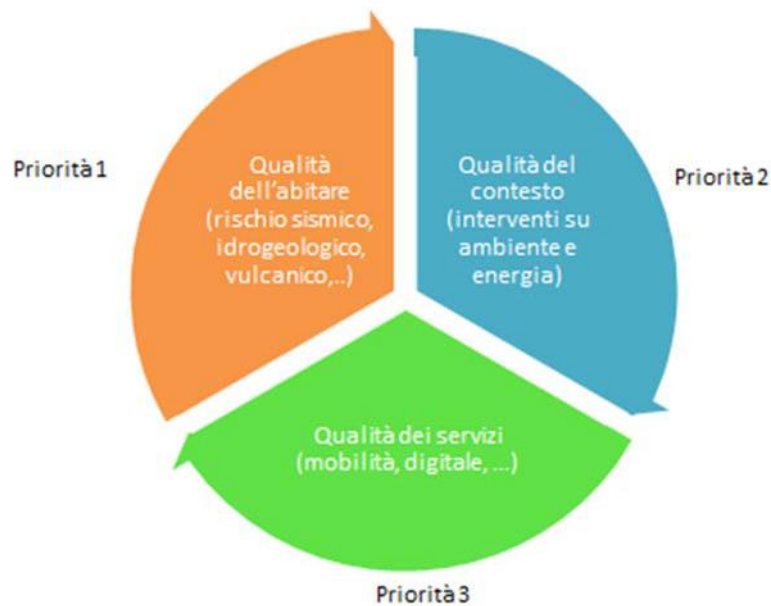 Priorità 1
Qualità
dell'abitare
(rischio sismico,
idrogeologico,
vulcanico,..)
Qualità del
contesto
(interventi su
ambiente e
energia)
Priorità 2
Qualità dei servizi
(mobilità, digitale, ...)
Priorità 3